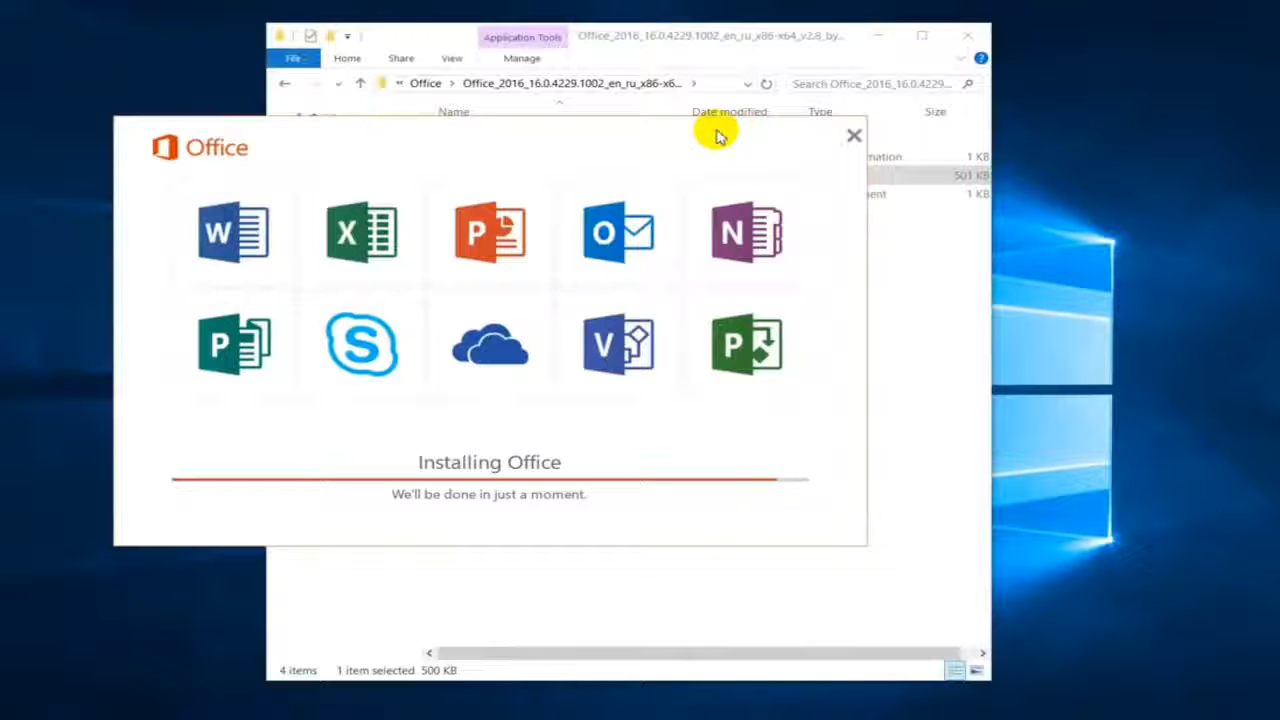 Application Tools
Office_2016_16.0.4229.1002_en_ru_x86-x64_v2.8_by...
File
Home
Share
View
Manage
Office
Office_2016_16.0.4229.1002_en_ru_x86-x6...
Search Office_2016_16.0.4229...
Name
Date modified
Type
Size
Office
mation
1 KB
501 KB
ment
1 KB
W
X
P
O
N
P
S
V
P
Installing Office
We'll be done in just a moment.
4 items
1 item selected 500 KB